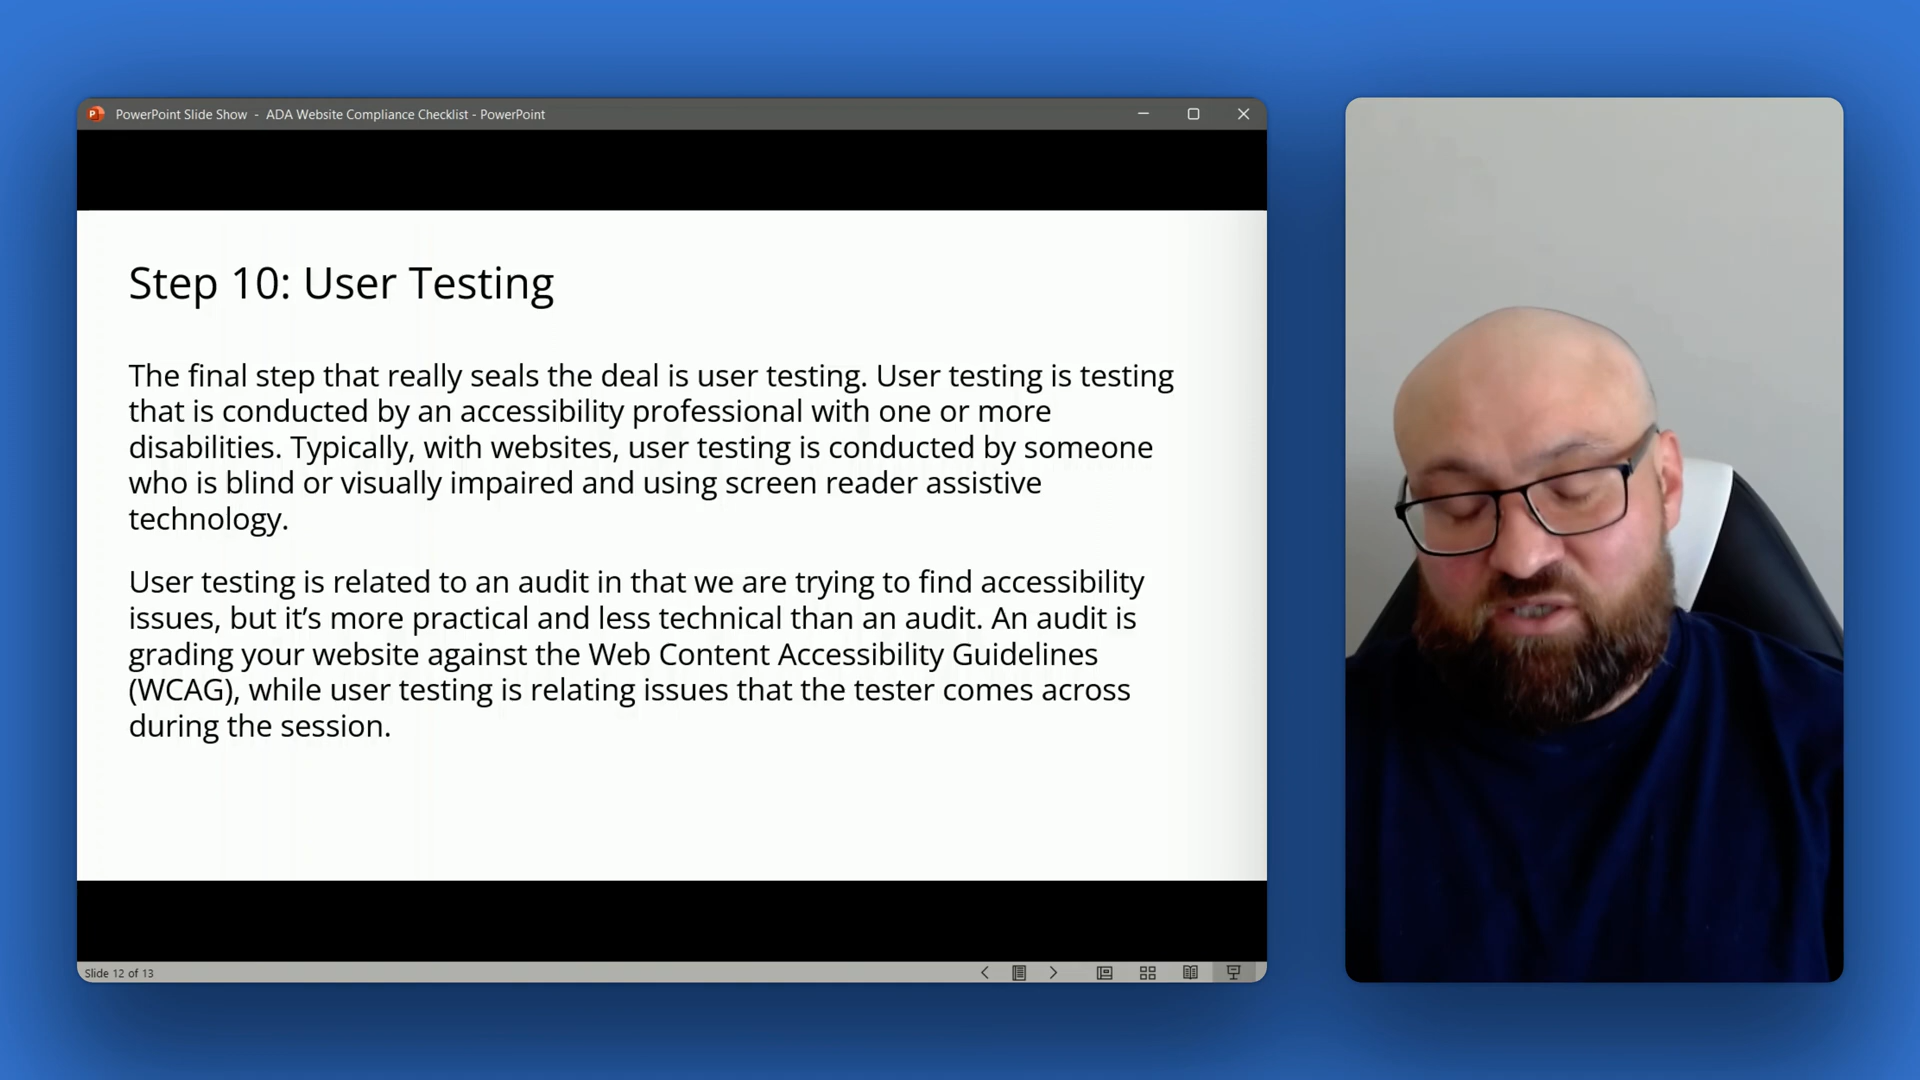 PowerPoint Slide Show - ADA Website Compliance Checklist - PowerPoint
Step 10: User Testing
The final step that really seals the deal is user testing. User testing is testing
that is conducted by an accessibility professional with one or more
disabilities. Typically, with websites, user testing is conducted by someone
who is blind or visually impaired and using screen reader assistive
technology.
User testing is related to an audit in that we are trying to find accessibility
issues, but it’s more practical and less technical than an audit. An audit is
grading your website against the Web Content Accessibility Guidelines
(WCAG), while user testing is relating issues that the tester comes across
during the session.
Slide 12 of 13